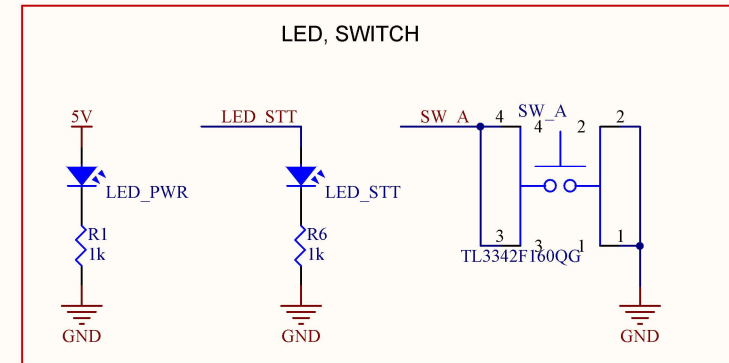 LED, SWITCH
5V
LED_PWR
R1
1k
GND
LED_STT
LED_STT
R6
1k
GND
SW_A
SW_A
4
4
2
2
3
3
1
1
TL3342F160QG
GND